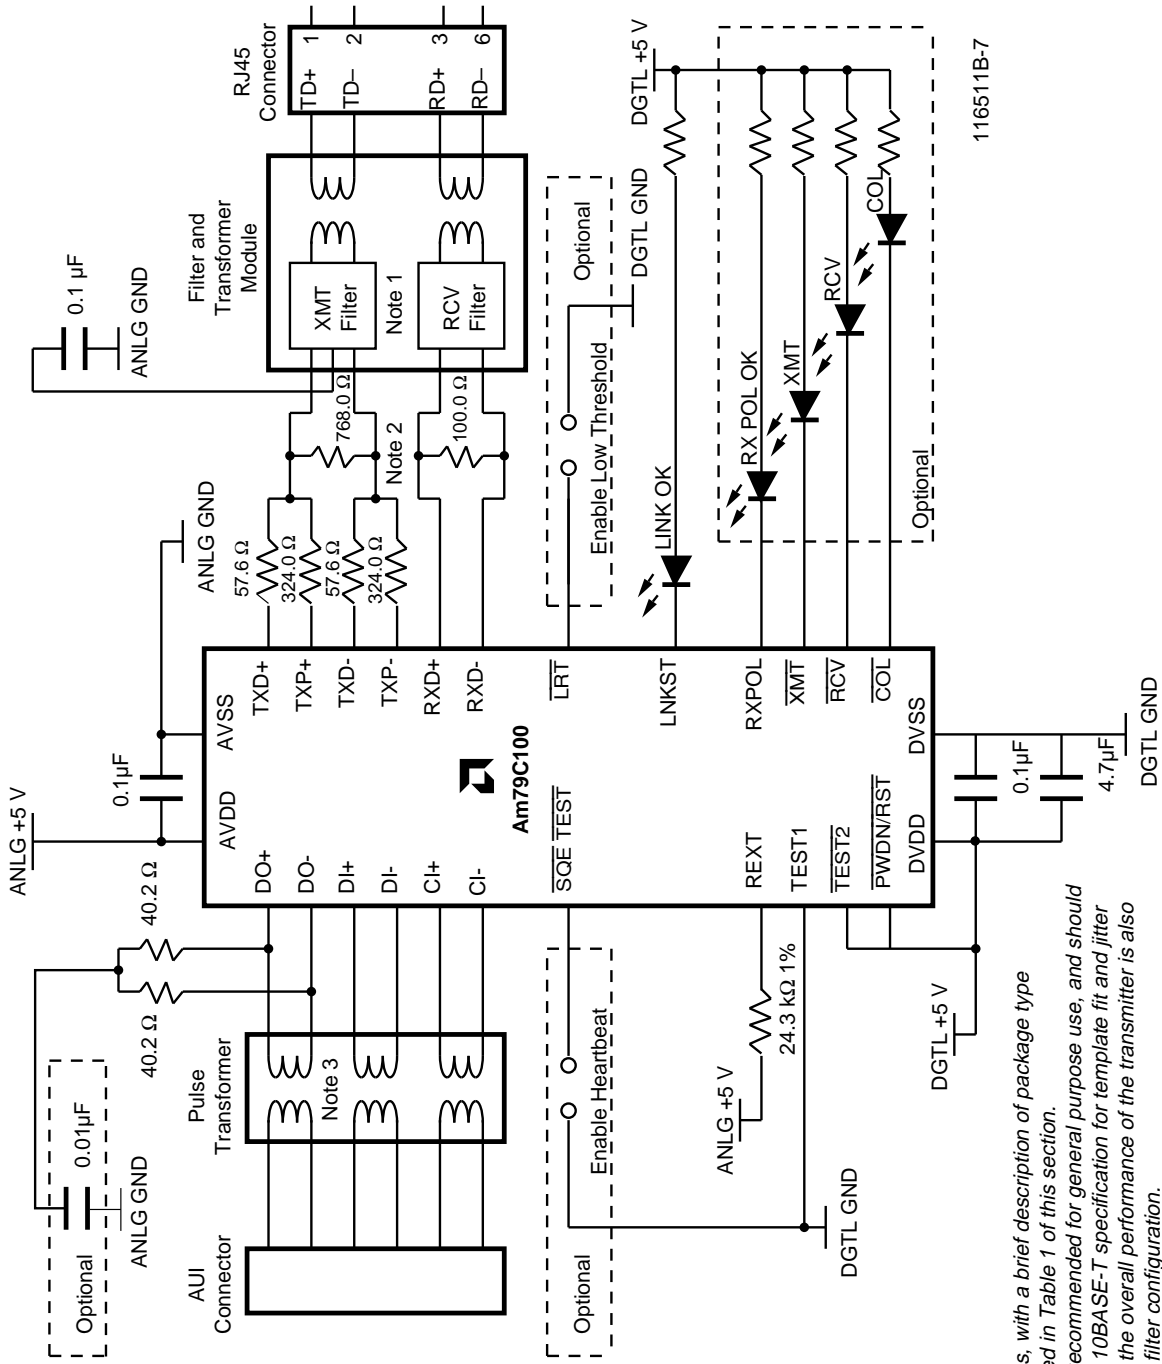 ANLG +5 V
40.2 Ω
40.2 Ω
Optional
0.01µF
ANLG GND
AUI
Connector
Pulse
Transformer
Note 3
0.1µF
ANLG GND
AVDD
AVSS
DO+
DO-
DI+
DI-
CI+
CI-
SQE TEST
REXT
TEST1
TEST2
PWDN/RST
DVDD
DVSS
Am79C100
TXD+
TXP+
TXD-
TXP-
RXD+
RXD-
LRT
LNKST
RXPOL
XMT
RCV
COL
57.6 Ω
324.0 Ω
57.6 Ω
324.0 Ω
768.0 Ω
Note 2
100.0 Ω
0.1 µF
ANLG GND
Filter and
Transformer
Module
XMT
Filter
Note 1
RCV
Filter
RJ45
Connector
TD+ 1
TD– 2
RD+ 3
RD– 6
Optional
Enable Heartbeat
DGTL GND
ANLG +5 V
24.3 kΩ 1%
DGTL +5 V
0.1µF
4.7µF
DGTL GND
Enable Low Threshold
Optional
DGTL GND
LINK OK
RX POL OK
XMT
RCV
COL
Optional
DGTL +5 V
116511B-7
s, with a brief description of package type
ed in Table 1 of this section.
ecommended for general purpose use, and should
10BASE-T specification for template fit and jitter
the overall performance of the transmitter is also
filter configuration.